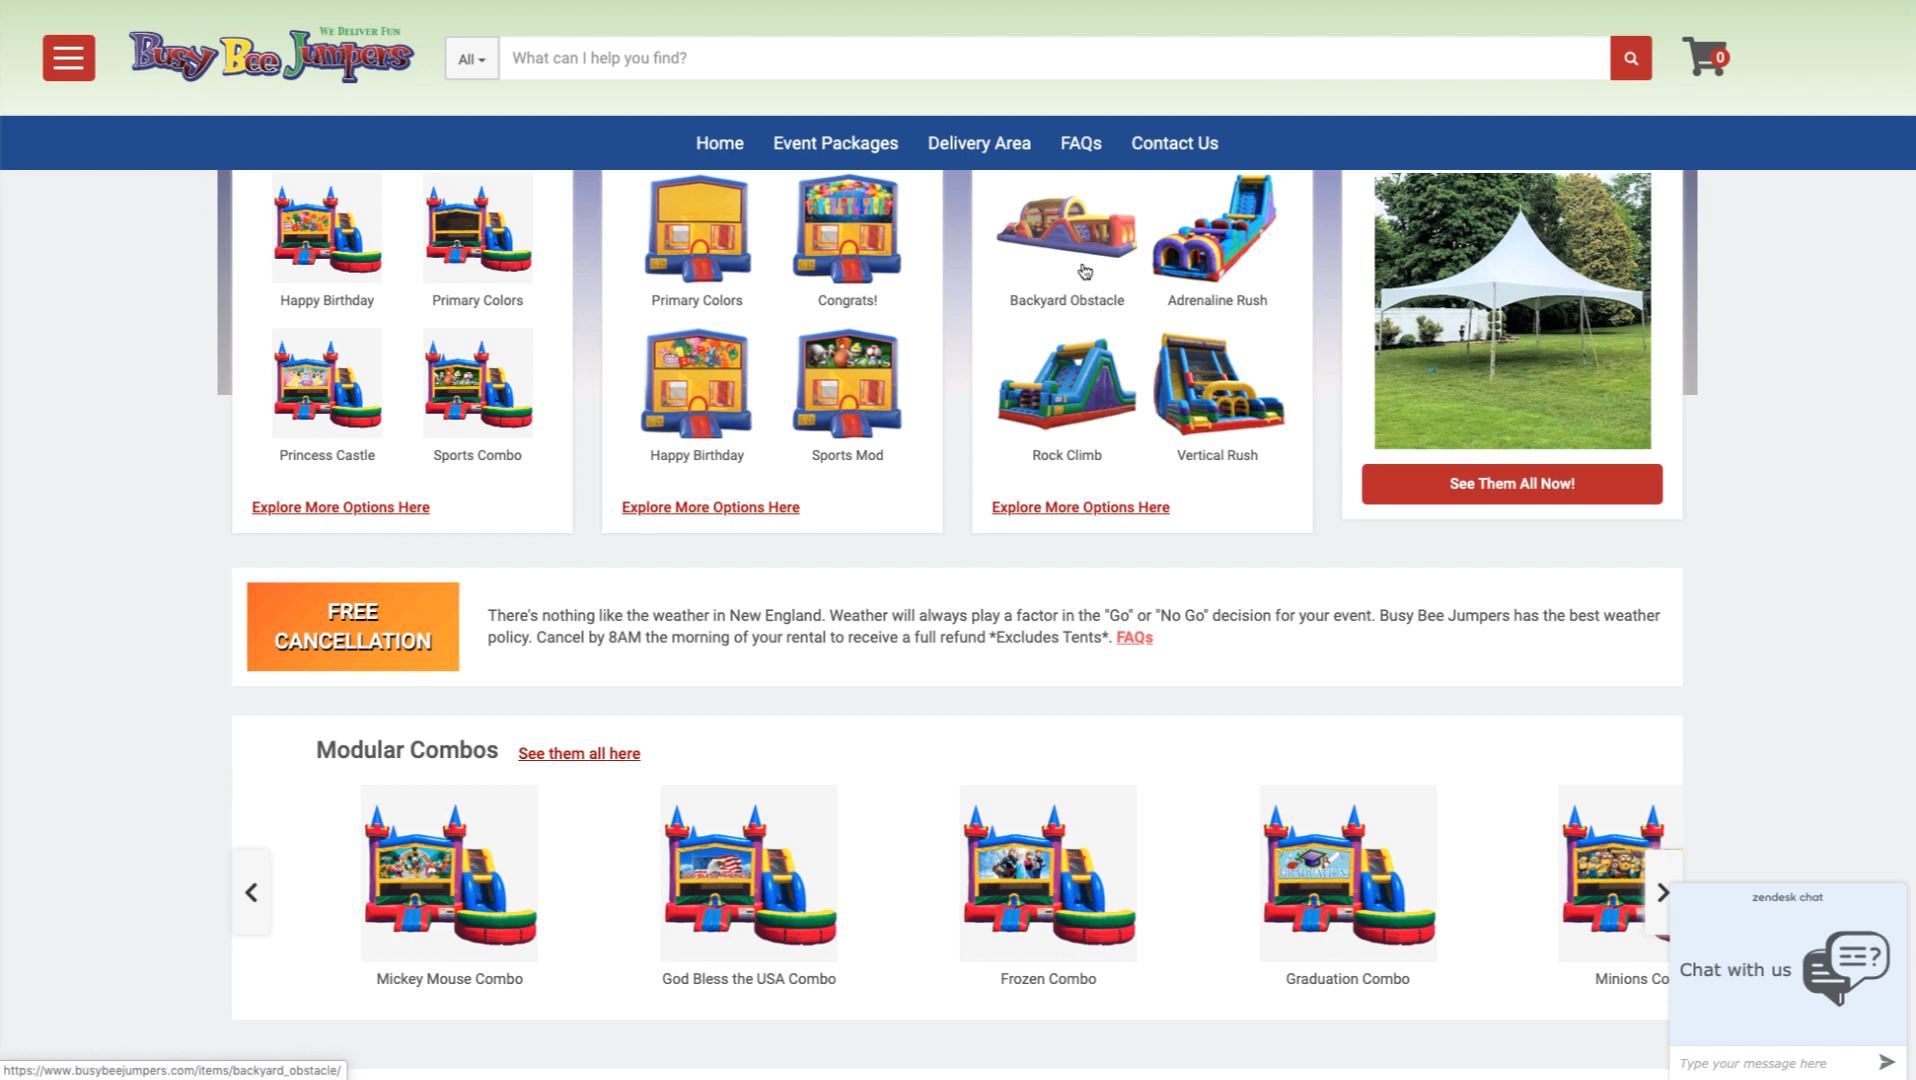 WE DELIVER FUN
Busy Bee Jumpers
All
What can I help you find?
0
Home
Event Packages
Delivery Area
FAQs
Contact Us
Happy Birthday
Primary Colors
Primary Colors
CONGRATULATIONS
Congrats!
Backyard Obstacle
Adrenaline Rush
Princess Castle
Sports Combo
Happy Birthday
Sports Mod
Rock Climb
Vertical Rush
See Them All Now!
Explore More Options Here
Explore More Options Here
Explore More Options Here
FREE
CANCELLATION
There's nothing like the weather in New England. Weather will always play a factor in the "Go" or "No Go" decision for your event. Busy Bee Jumpers has the best weather
policy. Cancel by 8AM the morning of your rental to receive a full refund *Excludes Tents*. FAQs
Modular Combos
See them all here
GOD BLESS AMERICA
GRADUATION
Mickey Mouse Combo
God Bless the USA Combo
Frozen Combo
Graduation Combo
Minions Co
zendesk chat
Chat with us
Type your message here
https://www.busybeejumpers.com/items/backyard_obstacle/